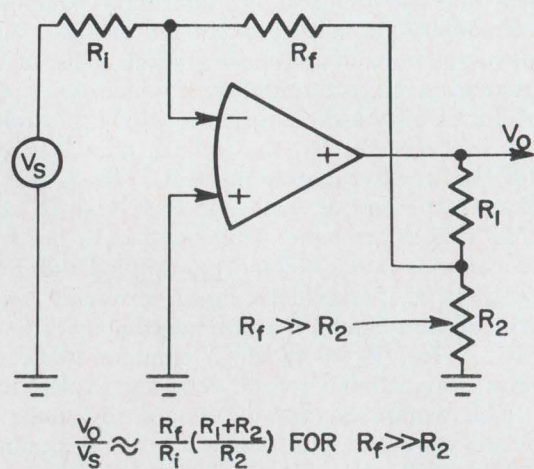 Ri
Rf
−
+
+
VS
VO
R1
Rf >> R2
R2
VO/VS ≈ Rf/Ri (R1+R2/R2) FOR Rf>>R2